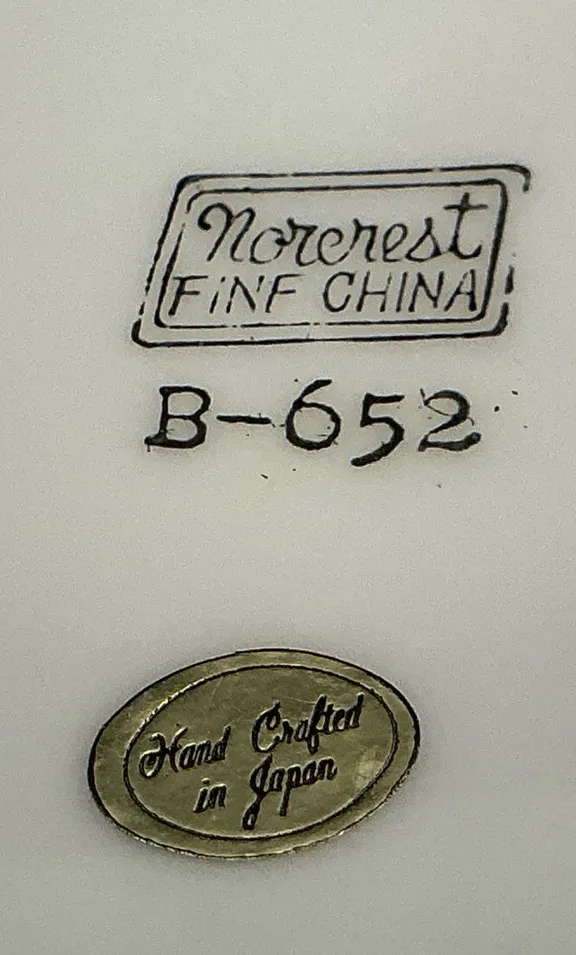 Norcrest
FiNF CHINA
B-652
Hand Crafted
in Japan